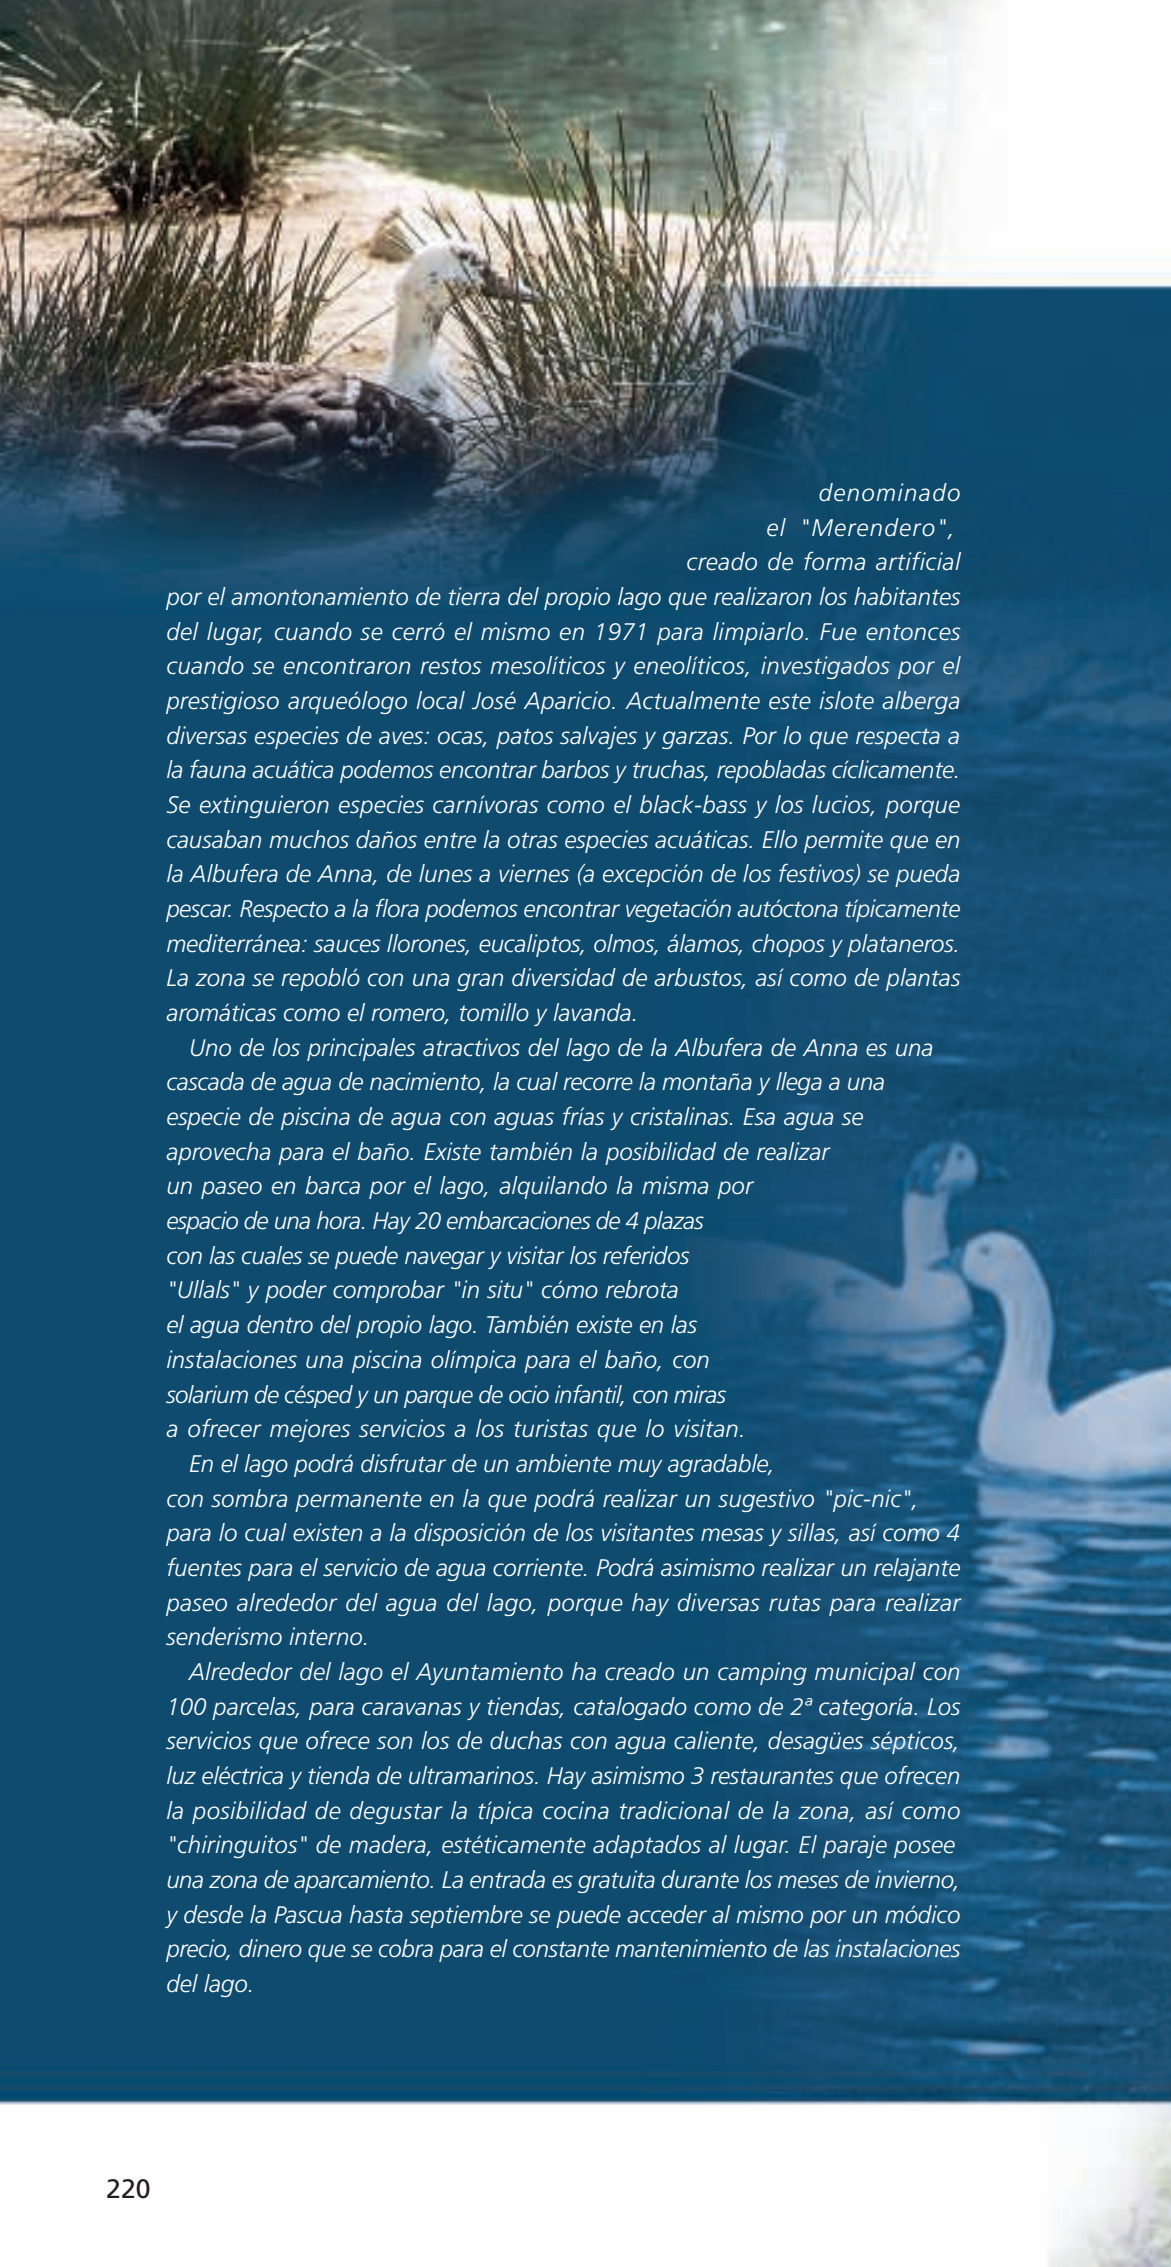 denominado
el "Merendero",
creado de forma artificial
por el amontonamiento de tierra del propio lago que realizaron los habitantes
del lugar, cuando se cerró el mismo en 1971 para limpiarlo. Fue entonces
cuando se encontraron restos mesolíticos y eneolíticos, investigados por el
prestigioso arqueólogo local José Aparicio. Actualmente este islote alberga
diversas especies de aves: ocas, patos salvajes y garzas. Por lo que respecta a
la fauna acuática podemos encontrar barbos y truchas, repobladas cíclicamente.
Se extinguieron especies carnívoras como el black-bass y los lucios, porque
causaban muchos daños entre la otras especies acuáticas. Ello permite que en
la Albufera de Anna, de lunes a viernes (a excepción de los festivos) se pueda
pescar. Respecto a la flora podemos encontrar vegetación autóctona típicamente
mediterránea: sauces llorones, eucaliptos, olmos, álamos, chopos y plataneros.
La zona se repobló con una gran diversidad de arbustos, así como de plantas
aromáticas como el romero, tomillo y lavanda.
Uno de los principales atractivos del lago de la Albufera de Anna es una
cascada de agua de nacimiento, la cual recorre la montaña y llega a una
especie de piscina de agua con aguas frías y cristalinas. Esa agua se
aprovecha para el baño. Existe también la posibilidad de realizar
un paseo en barca por el lago, alquilando la misma por
espacio de una hora. Hay 20 embarcaciones de 4 plazas
con las cuales se puede navegar y visitar los referidos
"Ullals" y poder comprobar "in situ" cómo rebrota
el agua dentro del propio lago. También existe en las
instalaciones una piscina olímpica para el baño, con
solarium de césped y un parque de ocio infantil, con miras
a ofrecer mejores servicios a los turistas que lo visitan.
En el lago podrá disfrutar de un ambiente muy agradable,
con sombra permanente en la que podrá realizar un sugestivo "pic-nic",
para lo cual existen a la disposición de los visitantes mesas y sillas, así como 4
fuentes para el servicio de agua corriente. Podrá asimismo realizar un relajante
paseo alrededor del agua del lago, porque hay diversas rutas para realizar
senderismo interno.
Alrededor del lago el Ayuntamiento ha creado un camping municipal con
100 parcelas, para caravanas y tiendas, catalogado como de 2ª categoría. Los
servicios que ofrece son los de duchas con agua caliente, desagües sépticos,
luz eléctrica y tienda de ultramarinos. Hay asimismo 3 restaurantes que ofrecen
la posibilidad de degustar la típica cocina tradicional de la zona, así como
"chiringuitos" de madera, estéticamente adaptados al lugar. El paraje posee
una zona de aparcamiento. La entrada es gratuita durante los meses de invierno,
y desde la Pascua hasta septiembre se puede acceder al mismo por un módico
precio, dinero que se cobra para el constante mantenimiento de las instalaciones
del lago.
220